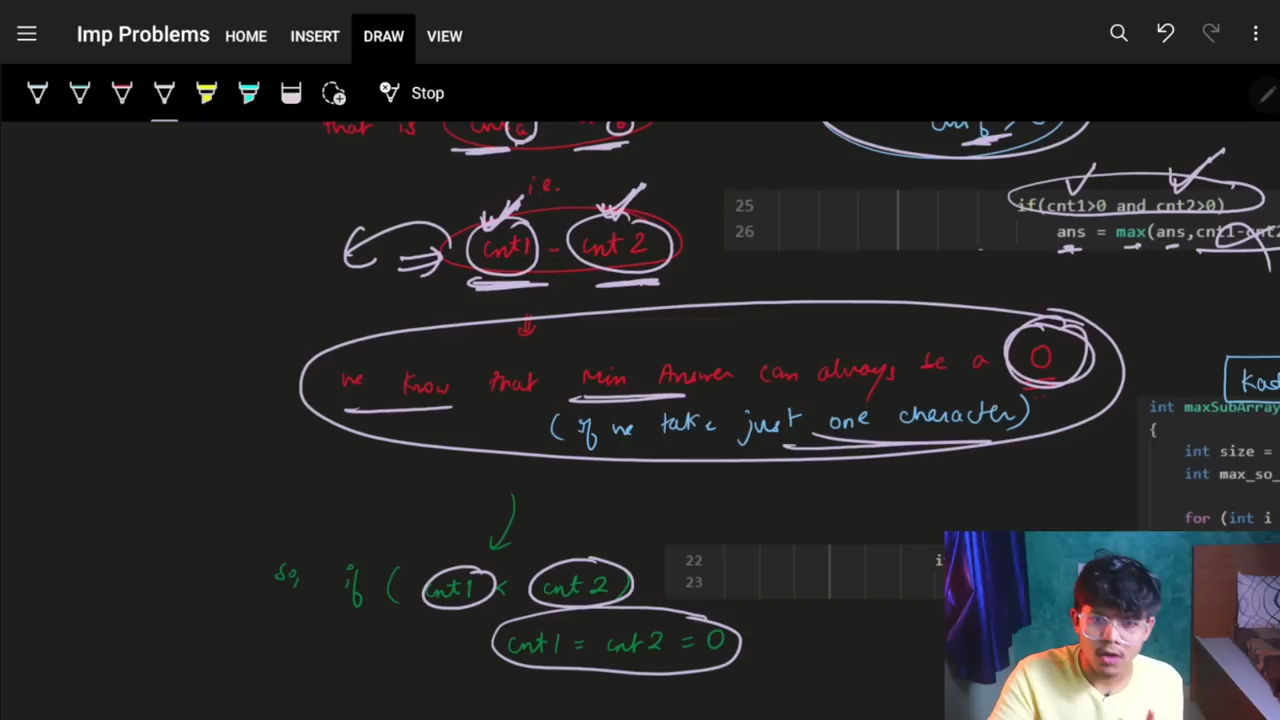 Imp Problems HOME INSERT DRAW VIEW
Stop
that is
i.e.
cnt1 - cnt2
25 if(cnt1>0 and cnt2>0)
26 ans = max(ans,cnt1-cnt2
we know that Min Answer can always be a 0
(if we take just one character)
Kad
int maxSubArray
{
int size =
int max_so_
for (int i
so, if ( cnt1 < cnt2 )
cnt1 = cnt2 = 0
22 i
23